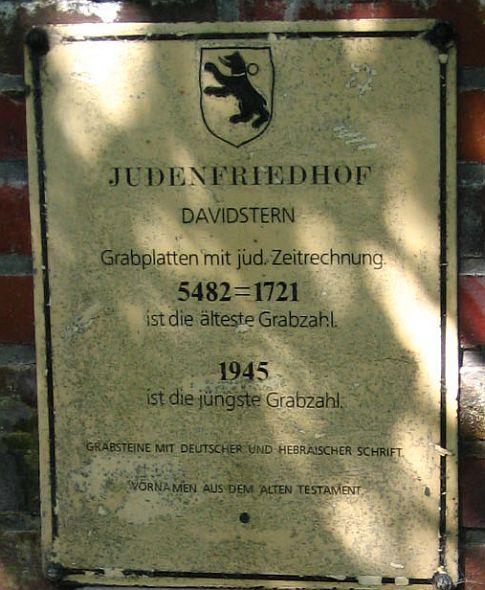 JUDENFRIEDHOF
DAVIDSTERN
Grabplatten mit jüd. Zeitrechnung.
5482=1721
ist die älteste Grabzahl.
1945
ist die jüngste Grabzahl.
GRABSTEINE MIT DEUTSCHER UND HEBRÄISCHER SCHRIFT.
VORNAMEN AUS DEM ALTEN TESTAMENT.